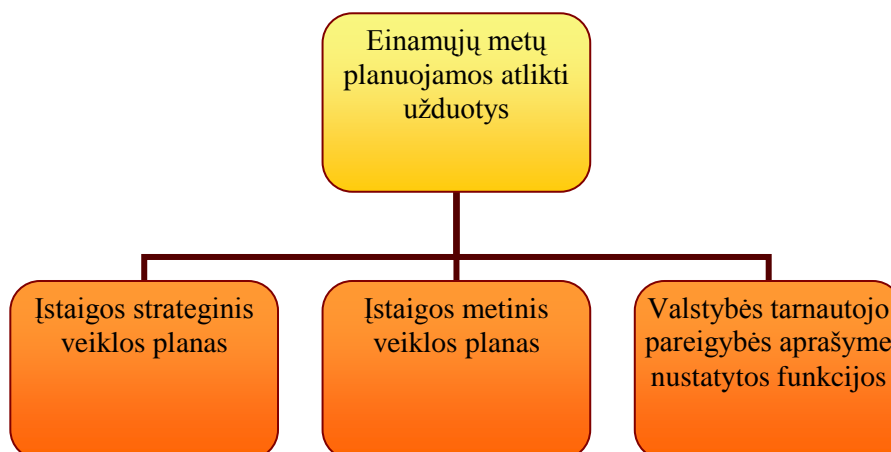 Einamųjų metų
planuojamos atlikti
užduotys
Įstaigos strateginis
veiklos planas
Įstaigos metinis
veiklos planas
Valstybės tarnautojo
pareigybės aprašyme
nustatytos funkcijos